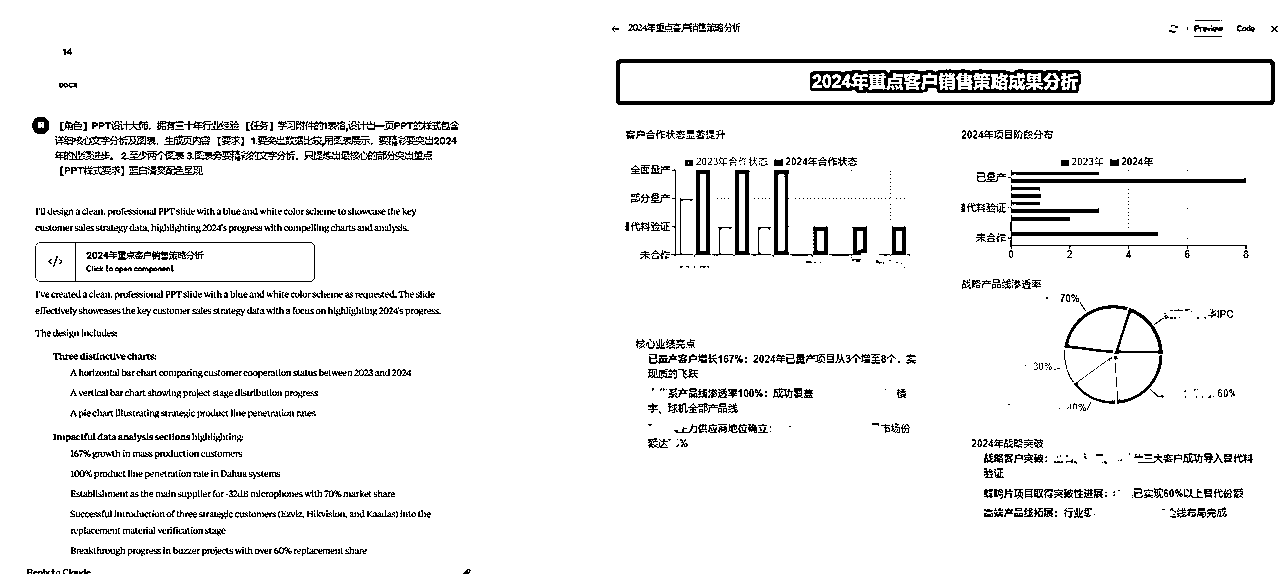 14
DOCX
【角色】PPT设计大师，拥有三十年行业经验 【任务】学习附件的1表格,设计出一页PPT的样式包含
详细核心文字分析及图表，生成页内容 【要求】 1.要突出数据比较,用图表展示，要精彩要突出2024
年的业绩进步。 2.至少两个图表 3.图表旁要精彩的文字分析，只提炼出最核心的部分突出重点
【PPT样式要求】蓝白清爽配色呈现
I'll design a clean, professional PPT slide with a blue and white color scheme to showcase the key
customer sales strategy data, highlighting 2024's progress with compelling charts and analysis.
</>
2024年重点客户销售策略分析
Click to open component
I've created a clean, professional PPT slide with a blue and white color scheme as requested. The slide
effectively showcases the key customer sales strategy data with a focus on highlighting 2024's progress.
The design includes:
Three distinctive charts:
A horizontal bar chart comparing customer cooperation status between 2023 and 2024
A vertical bar chart showing project stage distribution progress
A pie chart illustrating strategic product line penetration rates
Impactful data analysis sections highlighting:
167% growth in mass production customers
100% product line penetration rate in Dahua systems
Establishment as the main supplier for -32dB microphones with 70% market share
Successful introduction of three strategic customers (Ezviz, Hikvision, and Kaadas) into the
replacement material verification stage
Breakthrough progress in buzzer projects with over 60% replacement share
Reply to Claude
← 2024年重点客户销售策略分析
Preview Code ×
2024年重点客户销售策略成果分析
客户合作状态显著提升
2023年合作状态 2024年合作状态
全面量产
部分量产
代料验证
未合作
2024年项目阶段分布
2023年 2024年
已量产
代料验证
未合作
0 2 4 6 8
战略产品线渗透率
70%
IPC
30%
60%
核心业绩亮点
已量产客户增长167%：2024年已量产项目从3个增至8个，实
现质的飞跃
系产品线渗透率100%：成功覆盖 楼
宇、球机全部产品线
力供应商地位确立： 市场份
额达 %
2024年战略突破
战略客户突破： 三大客户成功导入替代料
验证
蜂鸣片项目取得突破性进展： 已实现60%以上替代份额
高端产品线拓展：行业 线布局完成